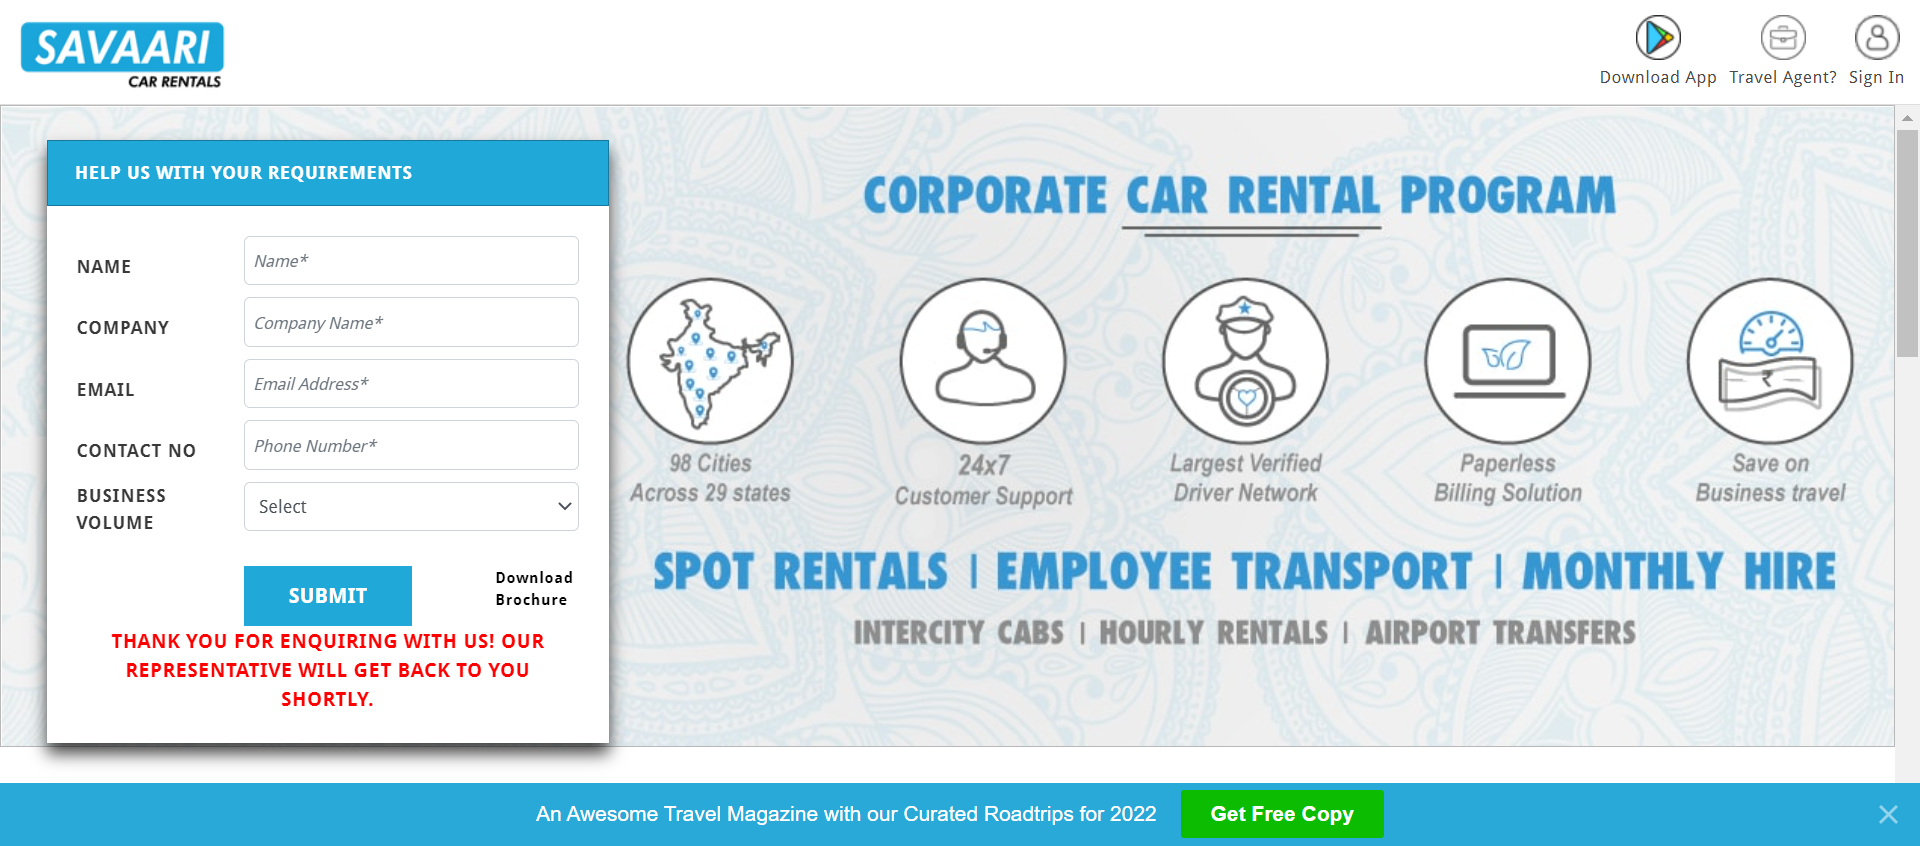 SAVAARI
CAR RENTALS
Download App
Travel Agent?
Sign In
HELP US WITH YOUR REQUIREMENTS
NAME
Name*
COMPANY
Company Name*
EMAIL
Email Address*
CONTACT NO
Phone Number*
BUSINESS
VOLUME
Select
SUBMIT
Download
Brochure
THANK YOU FOR ENQUIRING WITH US! OUR
REPRESENTATIVE WILL GET BACK TO YOU
SHORTLY.
CORPORATE CAR RENTAL PROGRAM
₹
98 Cities
Across 29 states
24x7
Customer Support
Largest Verified
Driver Network
Paperless
Billing Solution
Save on
Business travel
SPOT RENTALS | EMPLOYEE TRANSPORT | MONTHLY HIRE
INTERCITY CABS | HOURLY RENTALS | AIRPORT TRANSFERS
An Awesome Travel Magazine with our Curated Roadtrips for 2022
Get Free Copy